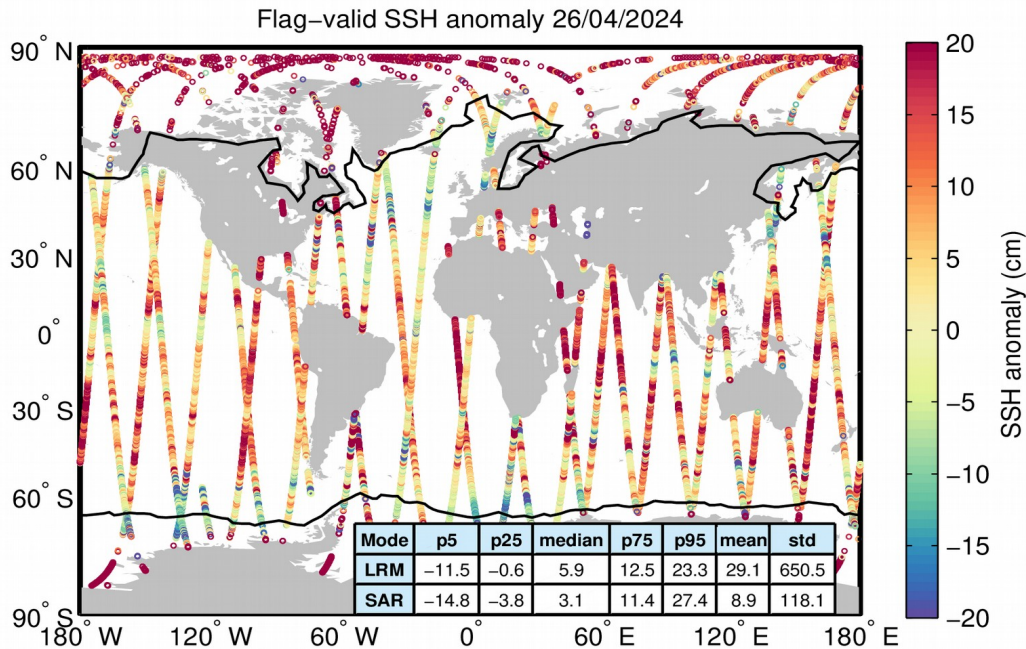 Flag−valid SSH anomaly 26/04/2024
90° N
60° N
30° N
0°
30° S
60° S
90° S
180° W 120° W 60° W 0° 60° E 120° E 180° E
Mode p5 p25 median p75 p95 mean std
LRM −11.5 −0.6 5.9 12.5 23.3 29.1 650.5
SAR −14.8 −3.8 3.1 11.4 27.4 8.9 118.1
20
15
10
5
0
−5
−10
−15
−20
SSH anomaly (cm)